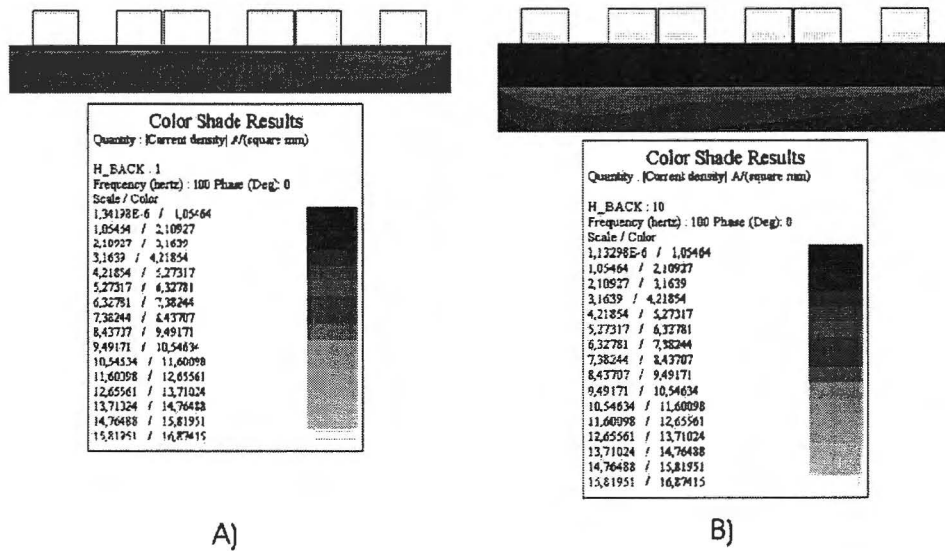 Color Shade Results
Quantity : |Current density| A/(square mm)
H_BACK : 1
Frequency (hertz) : 100 Phase (Deg): 0
Scale / Color
1,34198E-6 / 1,05464
1,05464 / 2,10927
2,10927 / 3,1639
3,1639 / 4,21854
4,21854 / 5,27317
5,27317 / 6,32781
6,32781 / 7,38244
7,38244 / 8,43707
8,43707 / 9,49171
9,49171 / 10,54634
10,54634 / 11,60098
11,60098 / 12,65561
12,65561 / 13,71024
13,71024 / 14,76488
14,76488 / 15,81951
15,81951 / 16,87415
A)
Color Shade Results
Quantity : |Current density| A/(square mm)
H_BACK : 10
Frequency (hertz) : 100 Phase (Deg): 0
Scale / Color
1,13298E-6 / 1,05464
1,05464 / 2,10927
2,10927 / 3,1639
3,1639 / 4,21854
4,21854 / 5,27317
5,27317 / 6,32781
6,32781 / 7,38244
7,38244 / 8,43707
8,43707 / 9,49171
9,49171 / 10,54634
10,54634 / 11,60098
11,60098 / 12,65561
12,65561 / 13,71024
13,71024 / 14,76488
14,76488 / 15,81951
15,81951 / 16,87415
B)